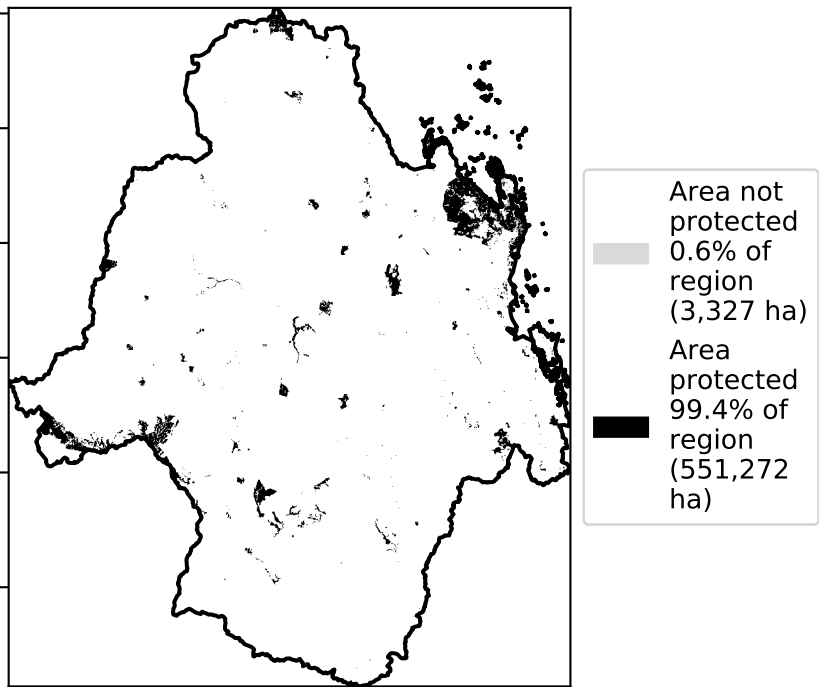 Area not
protected
0.6% of
region
(3,327 ha)
Area
protected
99.4% of
region
(551,272
ha)